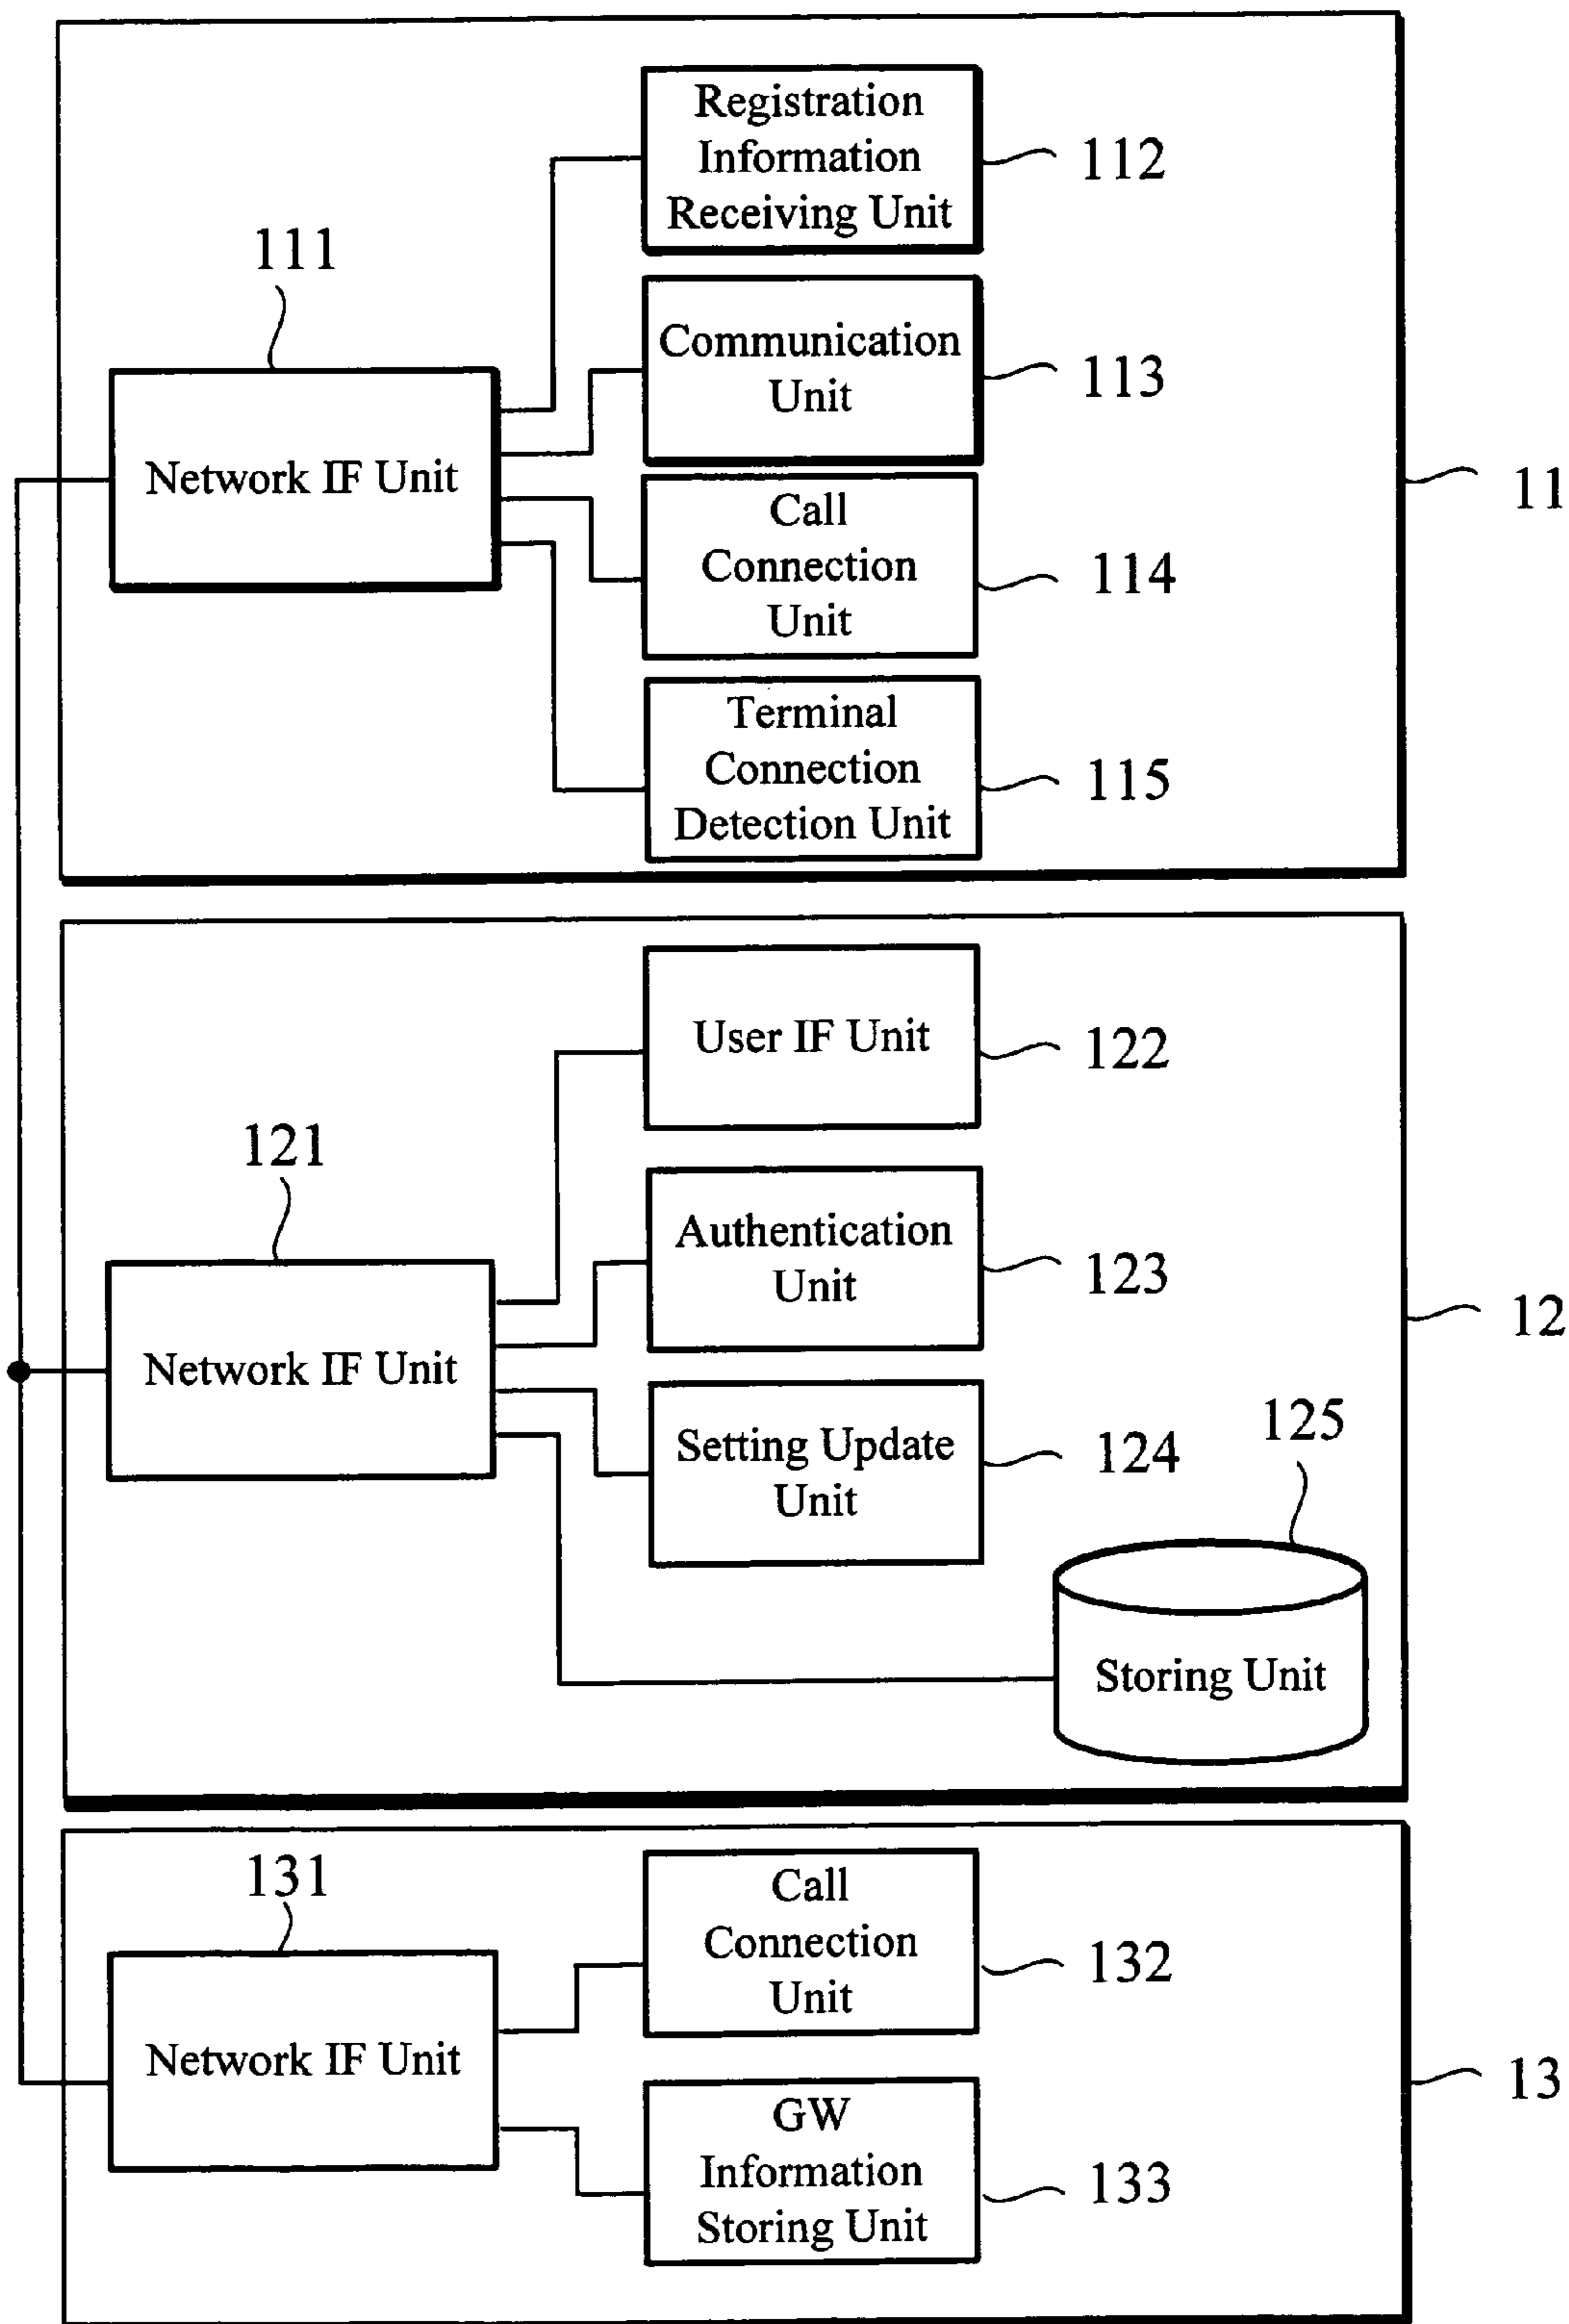 Registration
Information
Receiving Unit
112
111
Communication
Unit
113
Network IF Unit
Call
Connection
Unit
114
11
Terminal
Connection
Detection Unit
115
User IF Unit
122
121
Authentication
Unit
123
12
Network IF Unit
Setting Update
Unit
124
125
Storing Unit
131
Call
Connection
Unit
132
Network IF Unit
13
GW
Information
Storing Unit
133